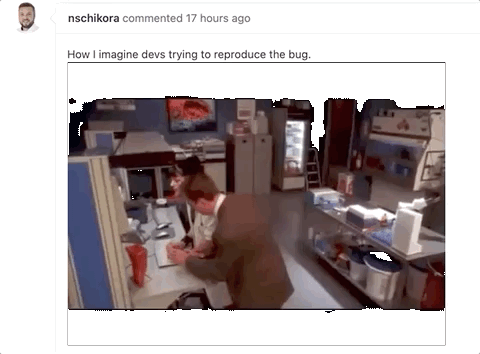 nschikora commented 17 hours ago
How I imagine devs trying to reproduce the bug.